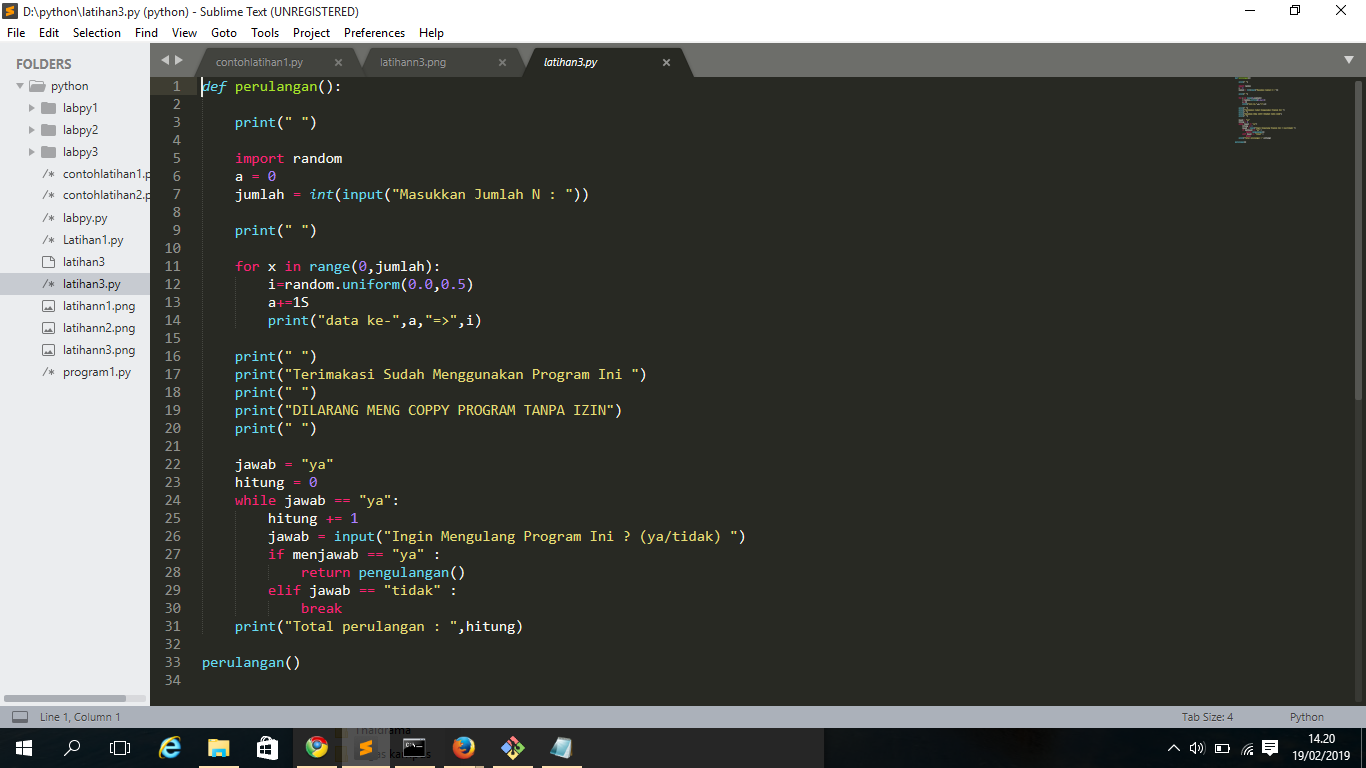 D:\python\latihan3.py (python) - Sublime Text (UNREGISTERED)
File Edit Selection Find View Goto Tools Project Preferences Help
FOLDERS
python
labpy1
labpy2
labpy3
/* contohlatihan1.p
/* contohlatihan2.p
/* labpy.py
/* Latihan1.py
latihan3
/* latihan3.py
latihann1.png
latihann2.png
latihann3.png
/* program1.py
contohlatihan1.py latihann3.png latihan3.py
1 def perulangan():
2
3     print(" ")
4
5     import random
6     a = 0
7     jumlah = int(input("Masukkan Jumlah N : "))
8
9     print(" ")
10
11     for x in range(0,jumlah):
12         i=random.uniform(0.0,0.5)
13         a+=1S
14         print("data ke-",a,"=>",i)
15
16     print(" ")
17     print("Terimakasi Sudah Menggunakan Program Ini ")
18     print(" ")
19     print("DILARANG MENG COPPY PROGRAM TANPA IZIN")
20     print(" ")
21
22     jawab = "ya"
23     hitung = 0
24     while jawab == "ya":
25         hitung += 1
26         jawab = input("Ingin Mengulang Program Ini ? (ya/tidak) ")
27         if menjawab == "ya" :
28             return pengulangan()
29         elif jawab == "tidak" :
30             break
31     print("Total perulangan : ",hitung)
32
33 perulangan()
34
Line 1, Column 1 Tab Size: 4 Python
14.20
19/02/2019